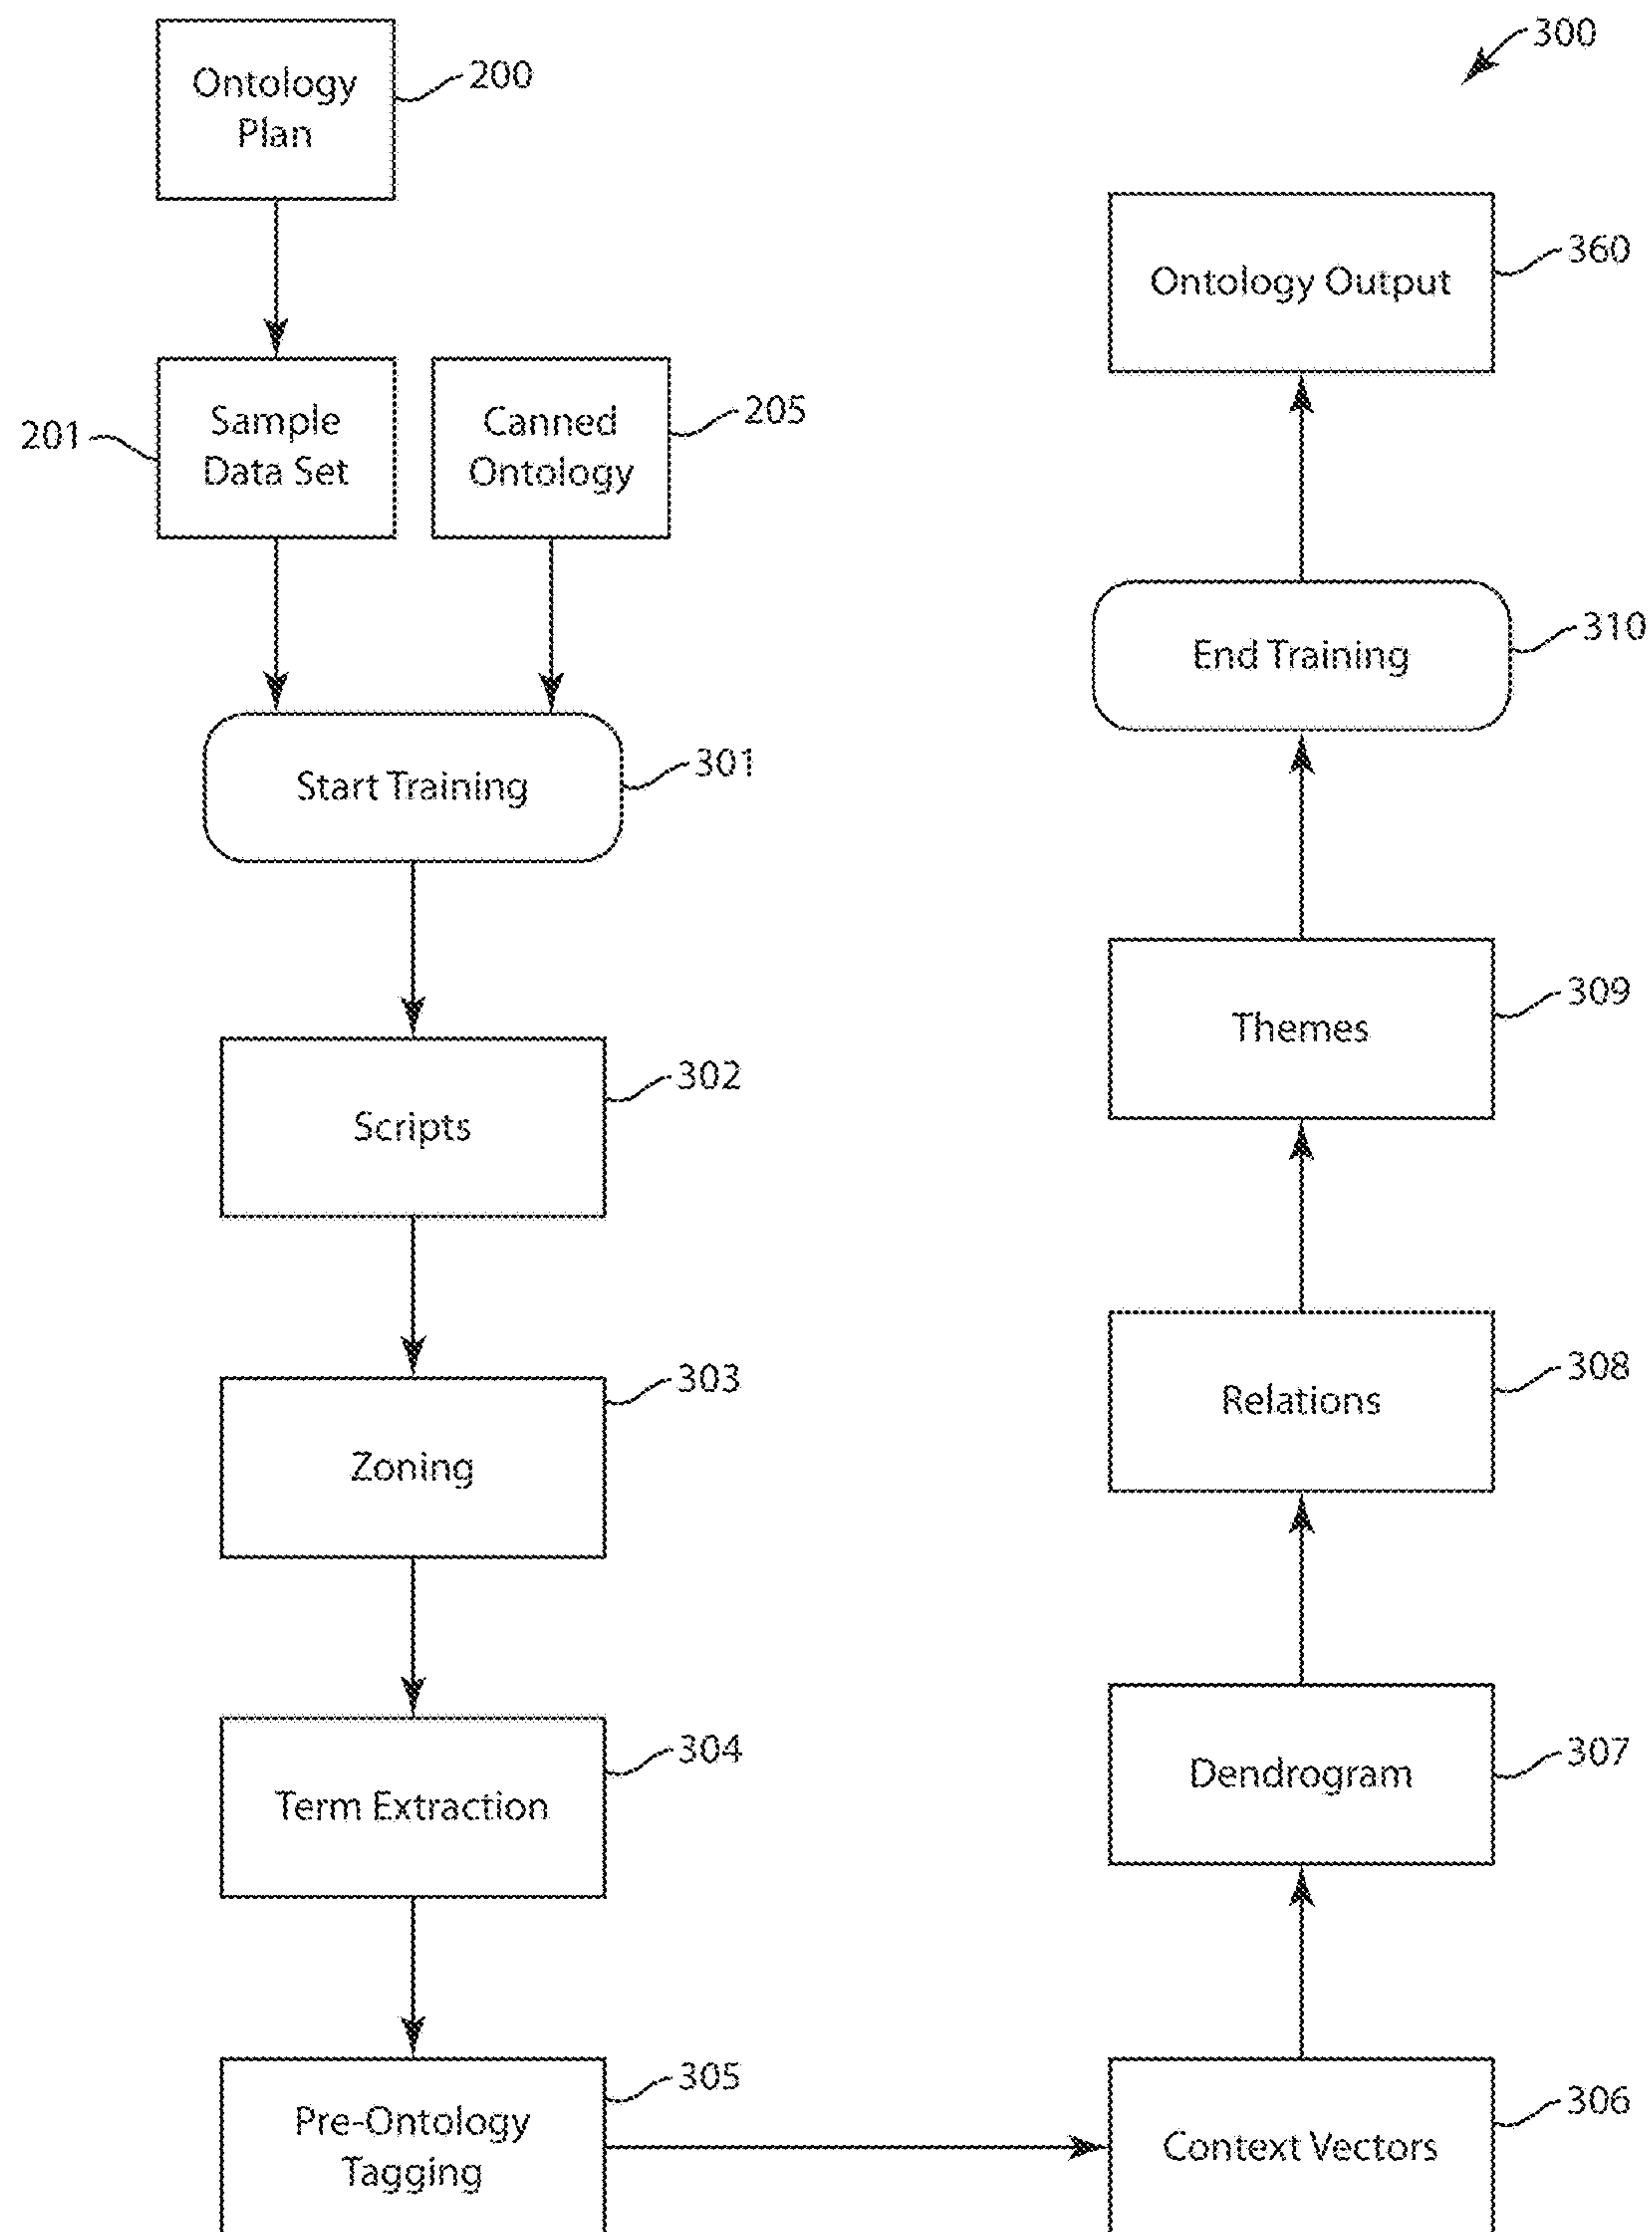 Ontology
Plan
200
300
Sample
Data Set
201
Canned
Ontology
205
Start Training
301
Scripts
302
Zoning
303
Term Extraction
304
Pre-Ontology
Tagging
305
Context Vectors
306
Dendrogram
307
Relations
308
Themes
309
End Training
310
Ontology Output
360